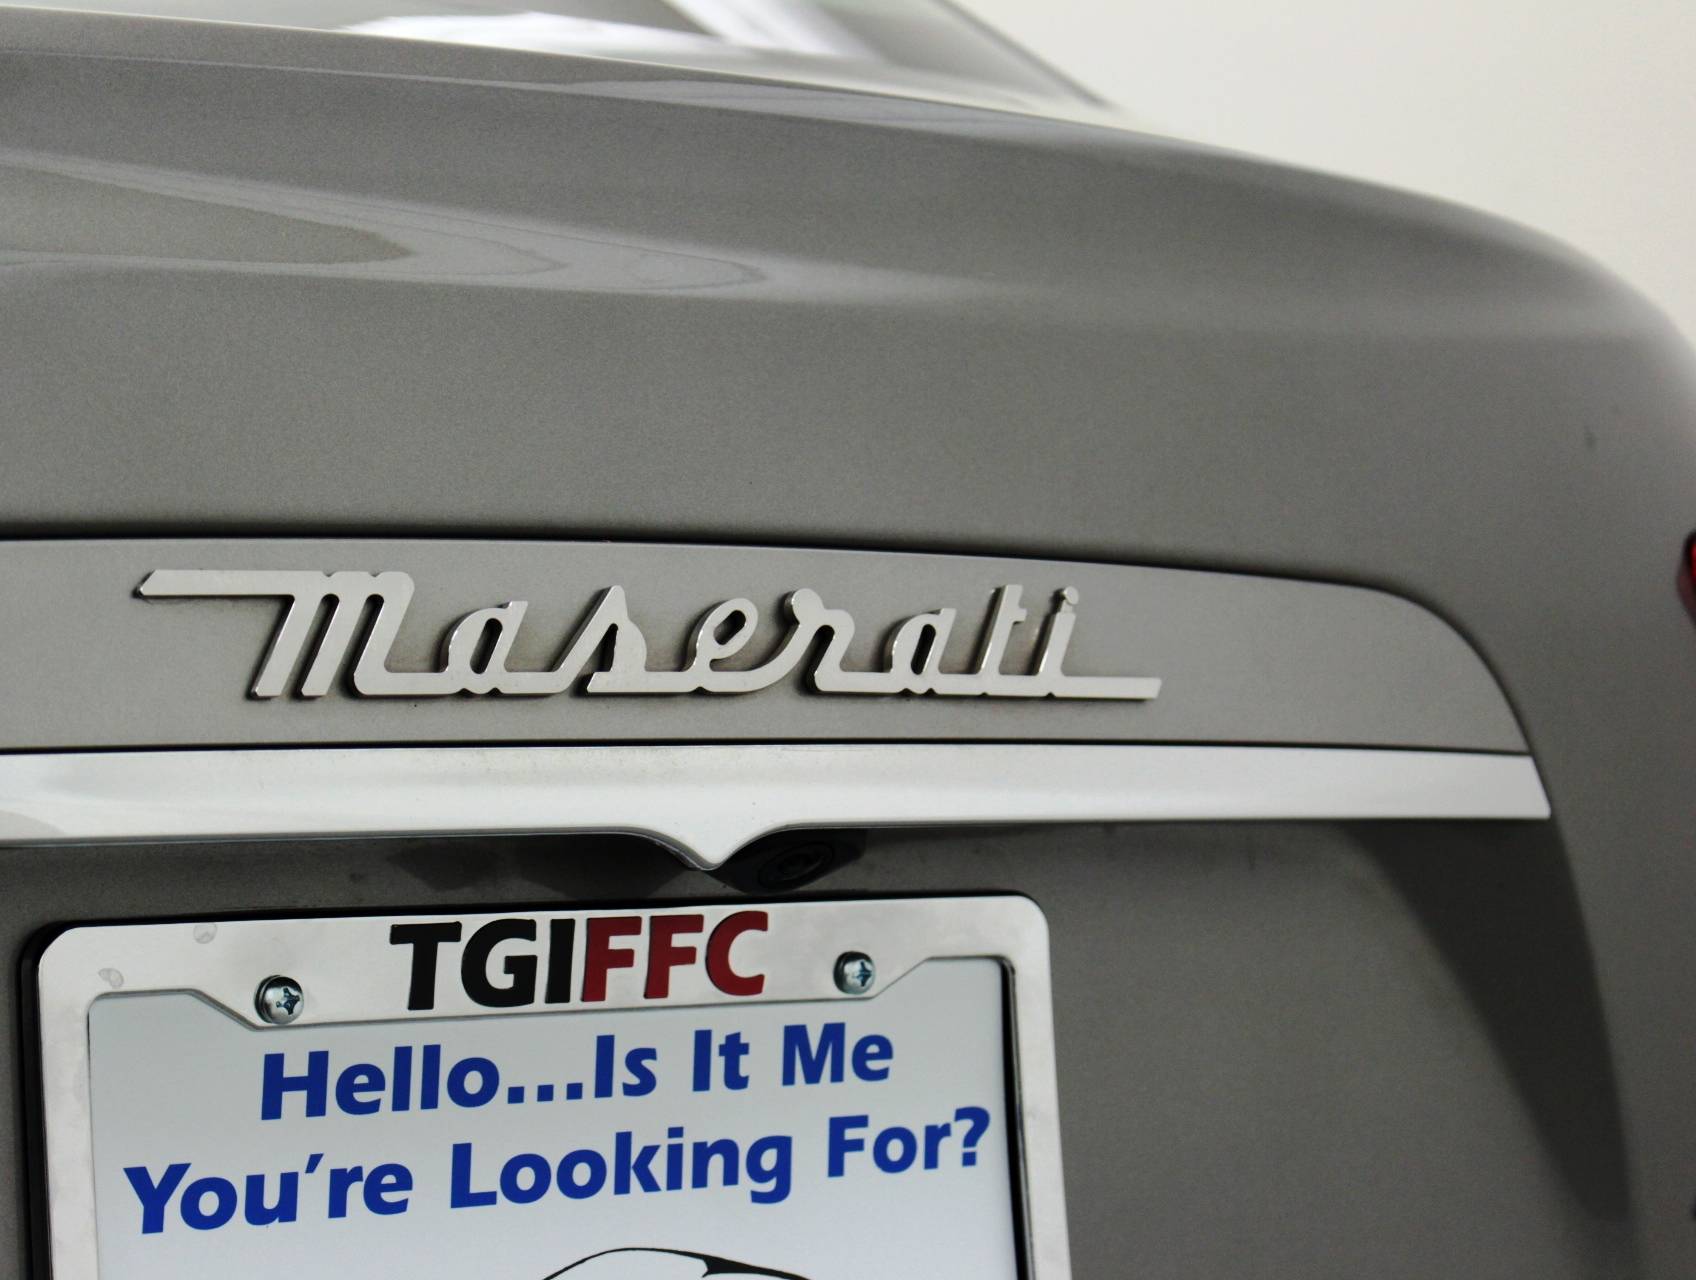 Maserati
TGIFFC
Hello...Is It Me
You're Looking For?